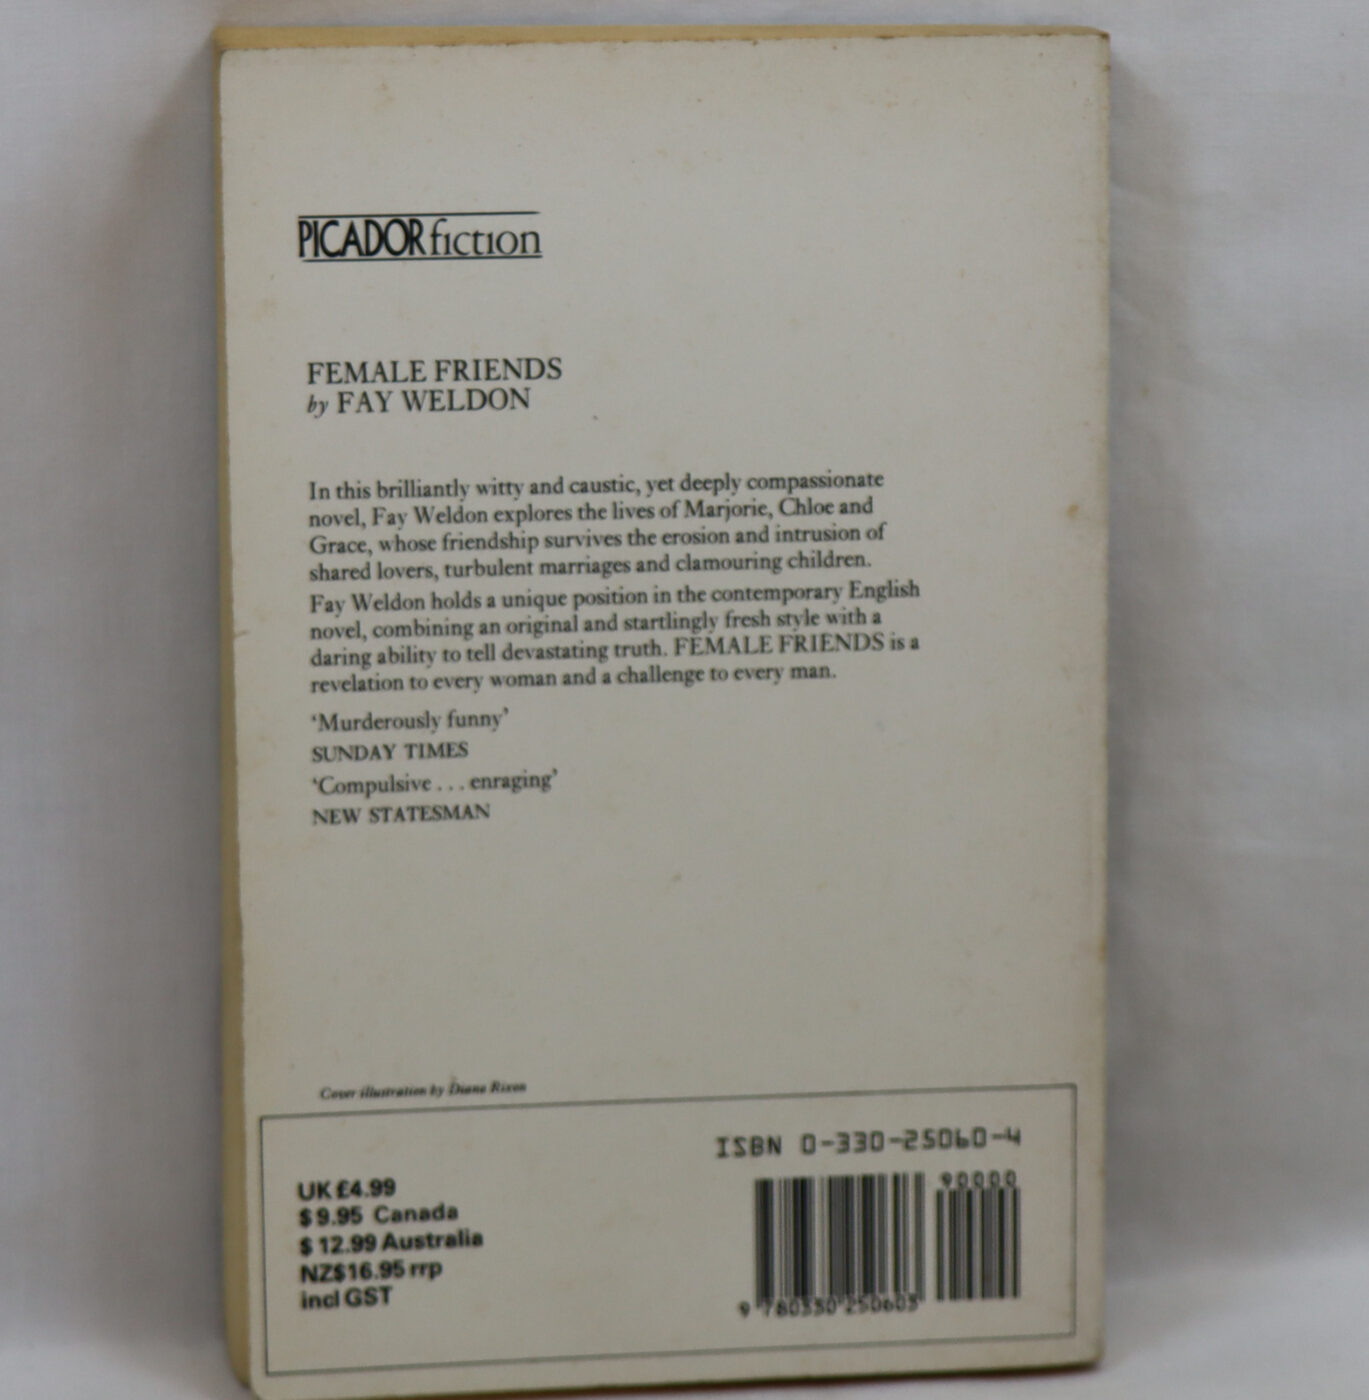 PICADOR fiction
FEMALE FRIENDS
by FAY WELDON
In this brilliantly witty and caustic, yet deeply compassionate
novel, Fay Weldon explores the lives of Marjorie, Chloe and
Grace, whose friendship survives the erosion and intrusion of
shared lovers, turbulent marriages and clamouring children.
Fay Weldon holds a unique position in the contemporary English
novel, combining an original and startlingly fresh style with a
daring ability to tell devastating truth. FEMALE FRIENDS is a
revelation to every woman and a challenge to every man.
‘Murderously funny’
SUNDAY TIMES
‘Compulsive . . . enraging’
NEW STATESMAN
Cover illustration by Diane Rixon
ISBN 0-330-25060-4
90000
UK £4.99
$9.95 Canada
$12.99 Australia
NZ$16.95 rrp
incl GST
9 780330 250603